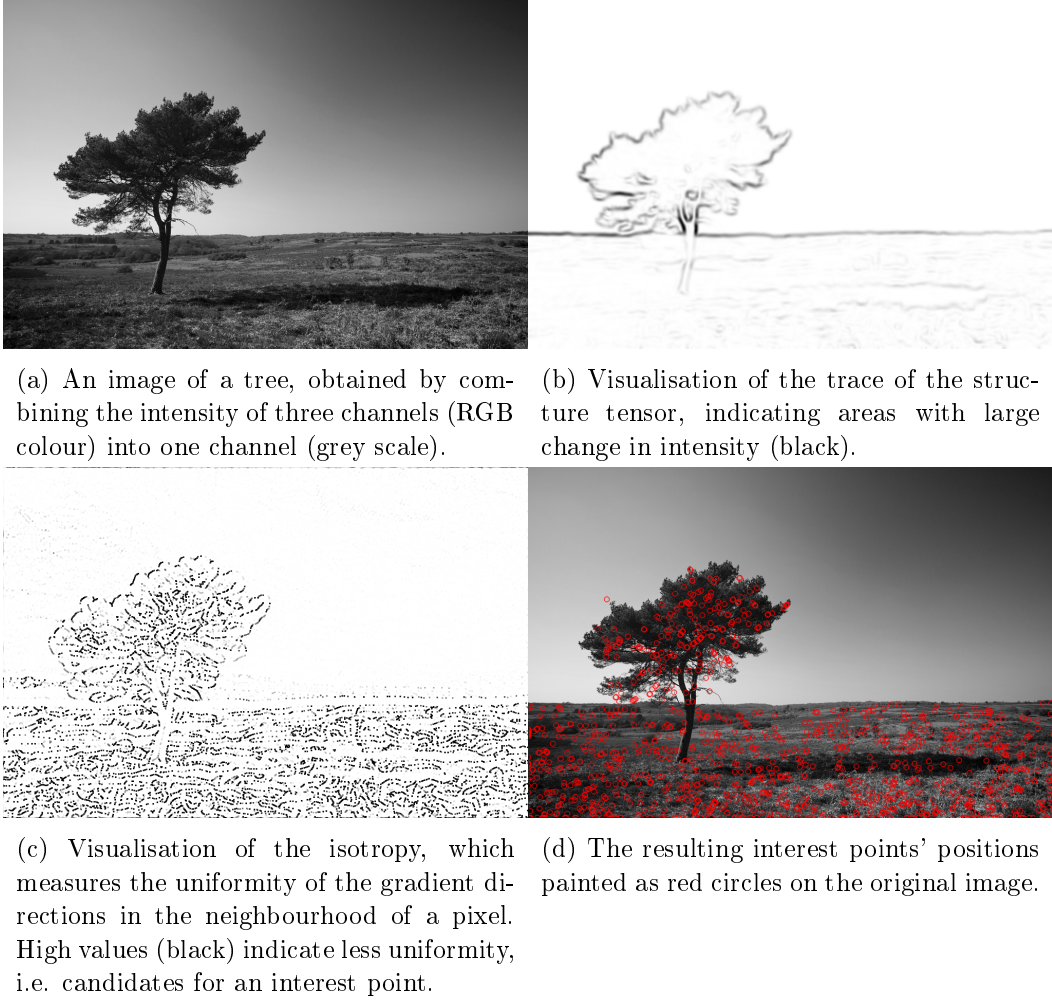 (a) An image of a tree, obtained by com-
bining the intensity of three channels (RGB
colour) into one channel (grey scale).
(b) Visualisation of the trace of the struc-
ture tensor, indicating areas with large
change in intensity (black).
(c) Visualisation of the isotropy, which
measures the uniformity of the gradient di-
rections in the neighbourhood of a pixel.
High values (black) indicate less uniformity,
i.e. candidates for an interest point.
(d) The resulting interest points' positions
painted as red circles on the original image.